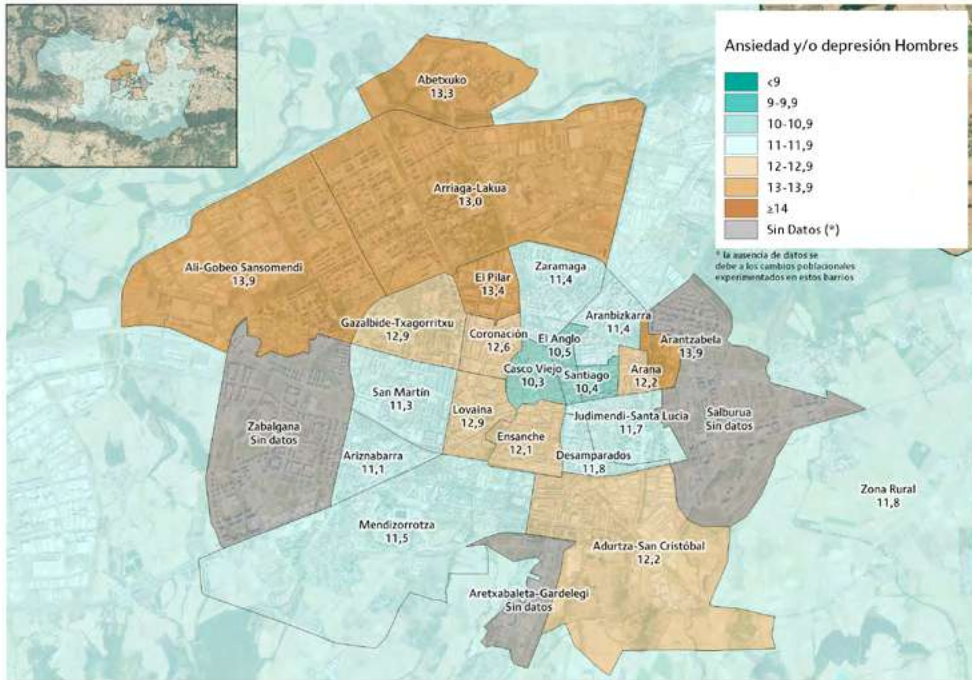 Ansiedad y/o depresión Hombres
<9
9-9,9
10-10,9
11-11,9
12-12,9
13-13,9
≥14
Sin Datos (*)
* la ausencia de datos se
debe a los cambios poblacionales
experimentados en estos barrios
Abetxuko
13,3
Arriaga-Lakua
13,0
Ali-Gobeo Sansomendi
13,9
El Pilar
13,4
Zaramaga
11,4
Gazalbide-Txagorritxu
12,9
Coronación
12,6
El Anglo
10,5
Aranbizkarra
11,4
Arantzabela
13,9
Casco Viejo
10,3
Santiago
10,4
Arana
12,2
San Martín
11,3
Lovaina
12,9
Judimendi-Santa Lucia
11,7
Salburua
Sin datos
Zabalgana
Sin datos
Ensanche
12,1
Desamparados
11,8
Ariznabarra
11,1
Zona Rural
11,8
Mendizorrotza
11,5
Adurtza-San Cristóbal
12,2
Aretxabaleta-Gardelegi
Sin datos